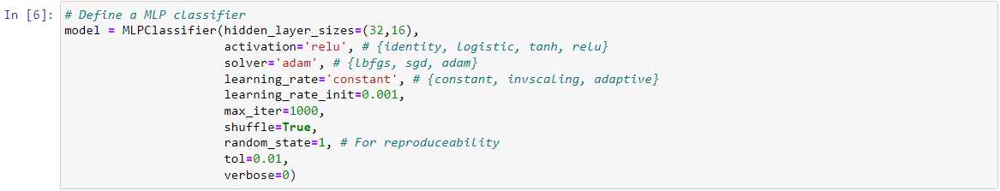 In [6]: # Define a MLP classifier
model = MLPClassifier(hidden_layer_sizes=(32,16),
activation='relu', # {identity, logistic, tanh, relu}
solver='adam', # {lbfgs, sgd, adam}
learning_rate='constant', # {constant, invscaling, adaptive}
learning_rate_init=0.001,
max_iter=1000,
shuffle=True,
random_state=1, # For reproduceability
tol=0.01,
verbose=0)